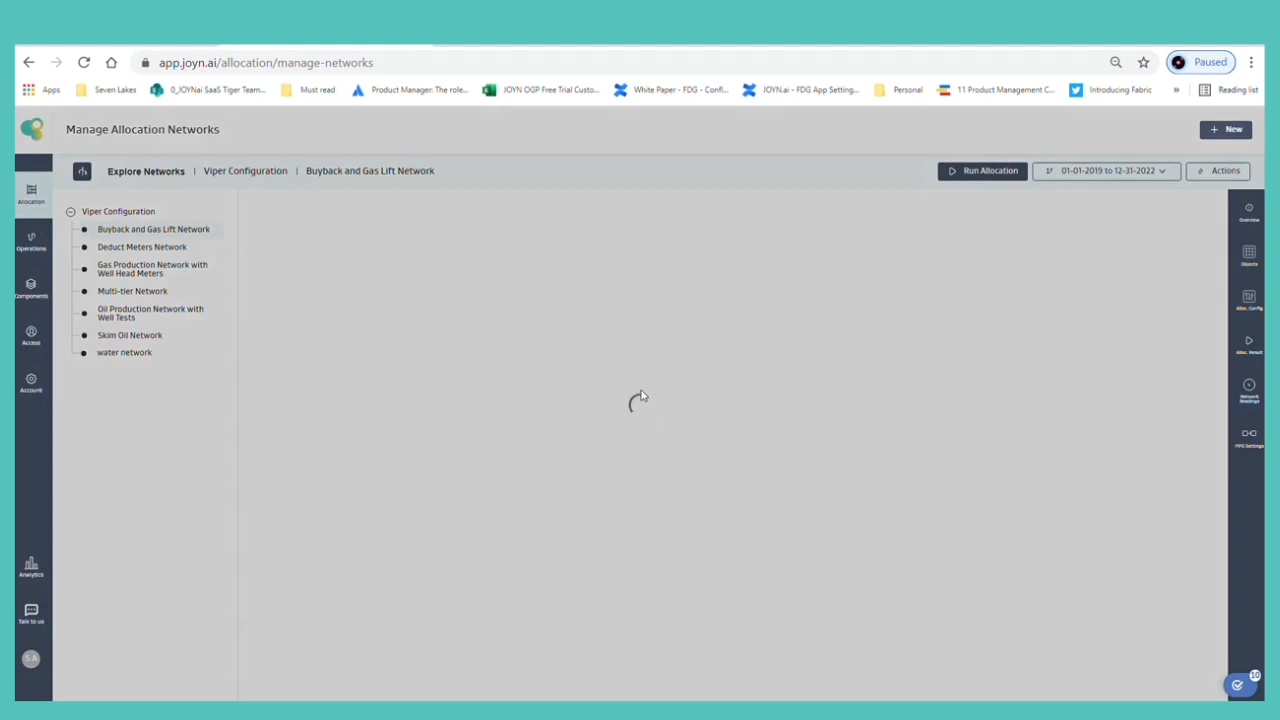 app.joyn.ai/allocation/manage-networks
Paused
Apps
Seven Lakes
0_JOYNai SaaS Tiger Team...
Must read
Product Manager: The role...
JOYN OGP Free Trial Custo...
White Paper - FDG - Confl...
JOYN.ai - FDG App Setting...
Personal
11 Product Management C...
Introducing Fabric
»
Reading list
Manage Allocation Networks
+ New
Explore Networks | Viper Configuration | Buyback and Gas Lift Network
Run Allocation
01-01-2019 to 12-31-2022
Actions
Allocation
Operations
Components
Access
Account
Analytics
Talk to us
S A
Viper Configuration
Buyback and Gas Lift Network
Deduct Meters Network
Gas Production Network with
Well Head Meters
Multi-tier Network
Oil Production Network with
Well Tests
Skim Oil Network
water network
Overview
Objects
Alloc. Config
Alloc. Result
Network
Readings
FIFO Settings
10